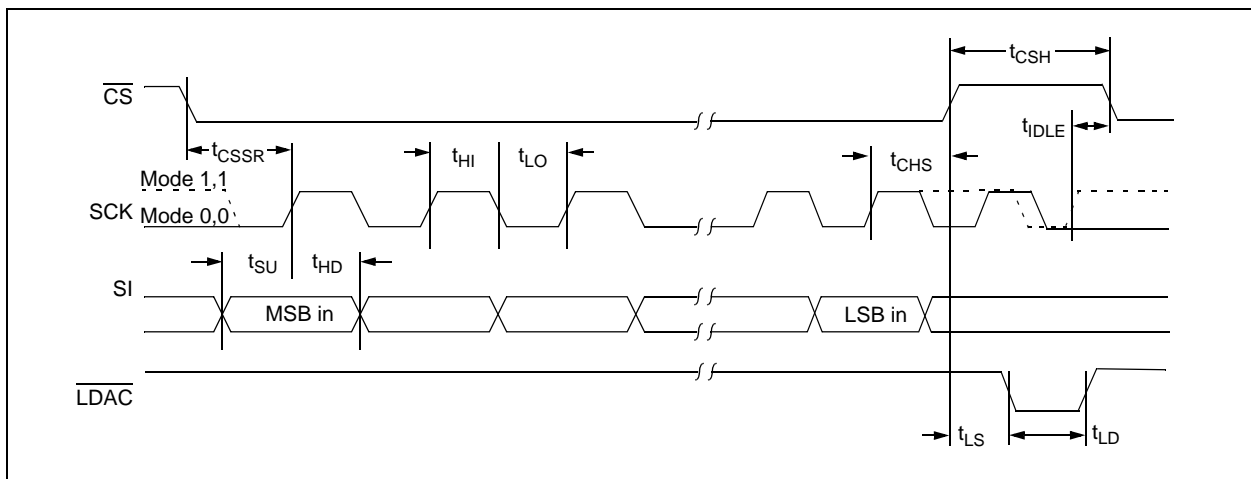 tCSH
CS
tIDLE
tCSSR
tHI
tLO
tCHS
Mode 1,1
SCK
Mode 0,0
tSU
tHD
SI
MSB in
LSB in
LDAC
tLS
tLD